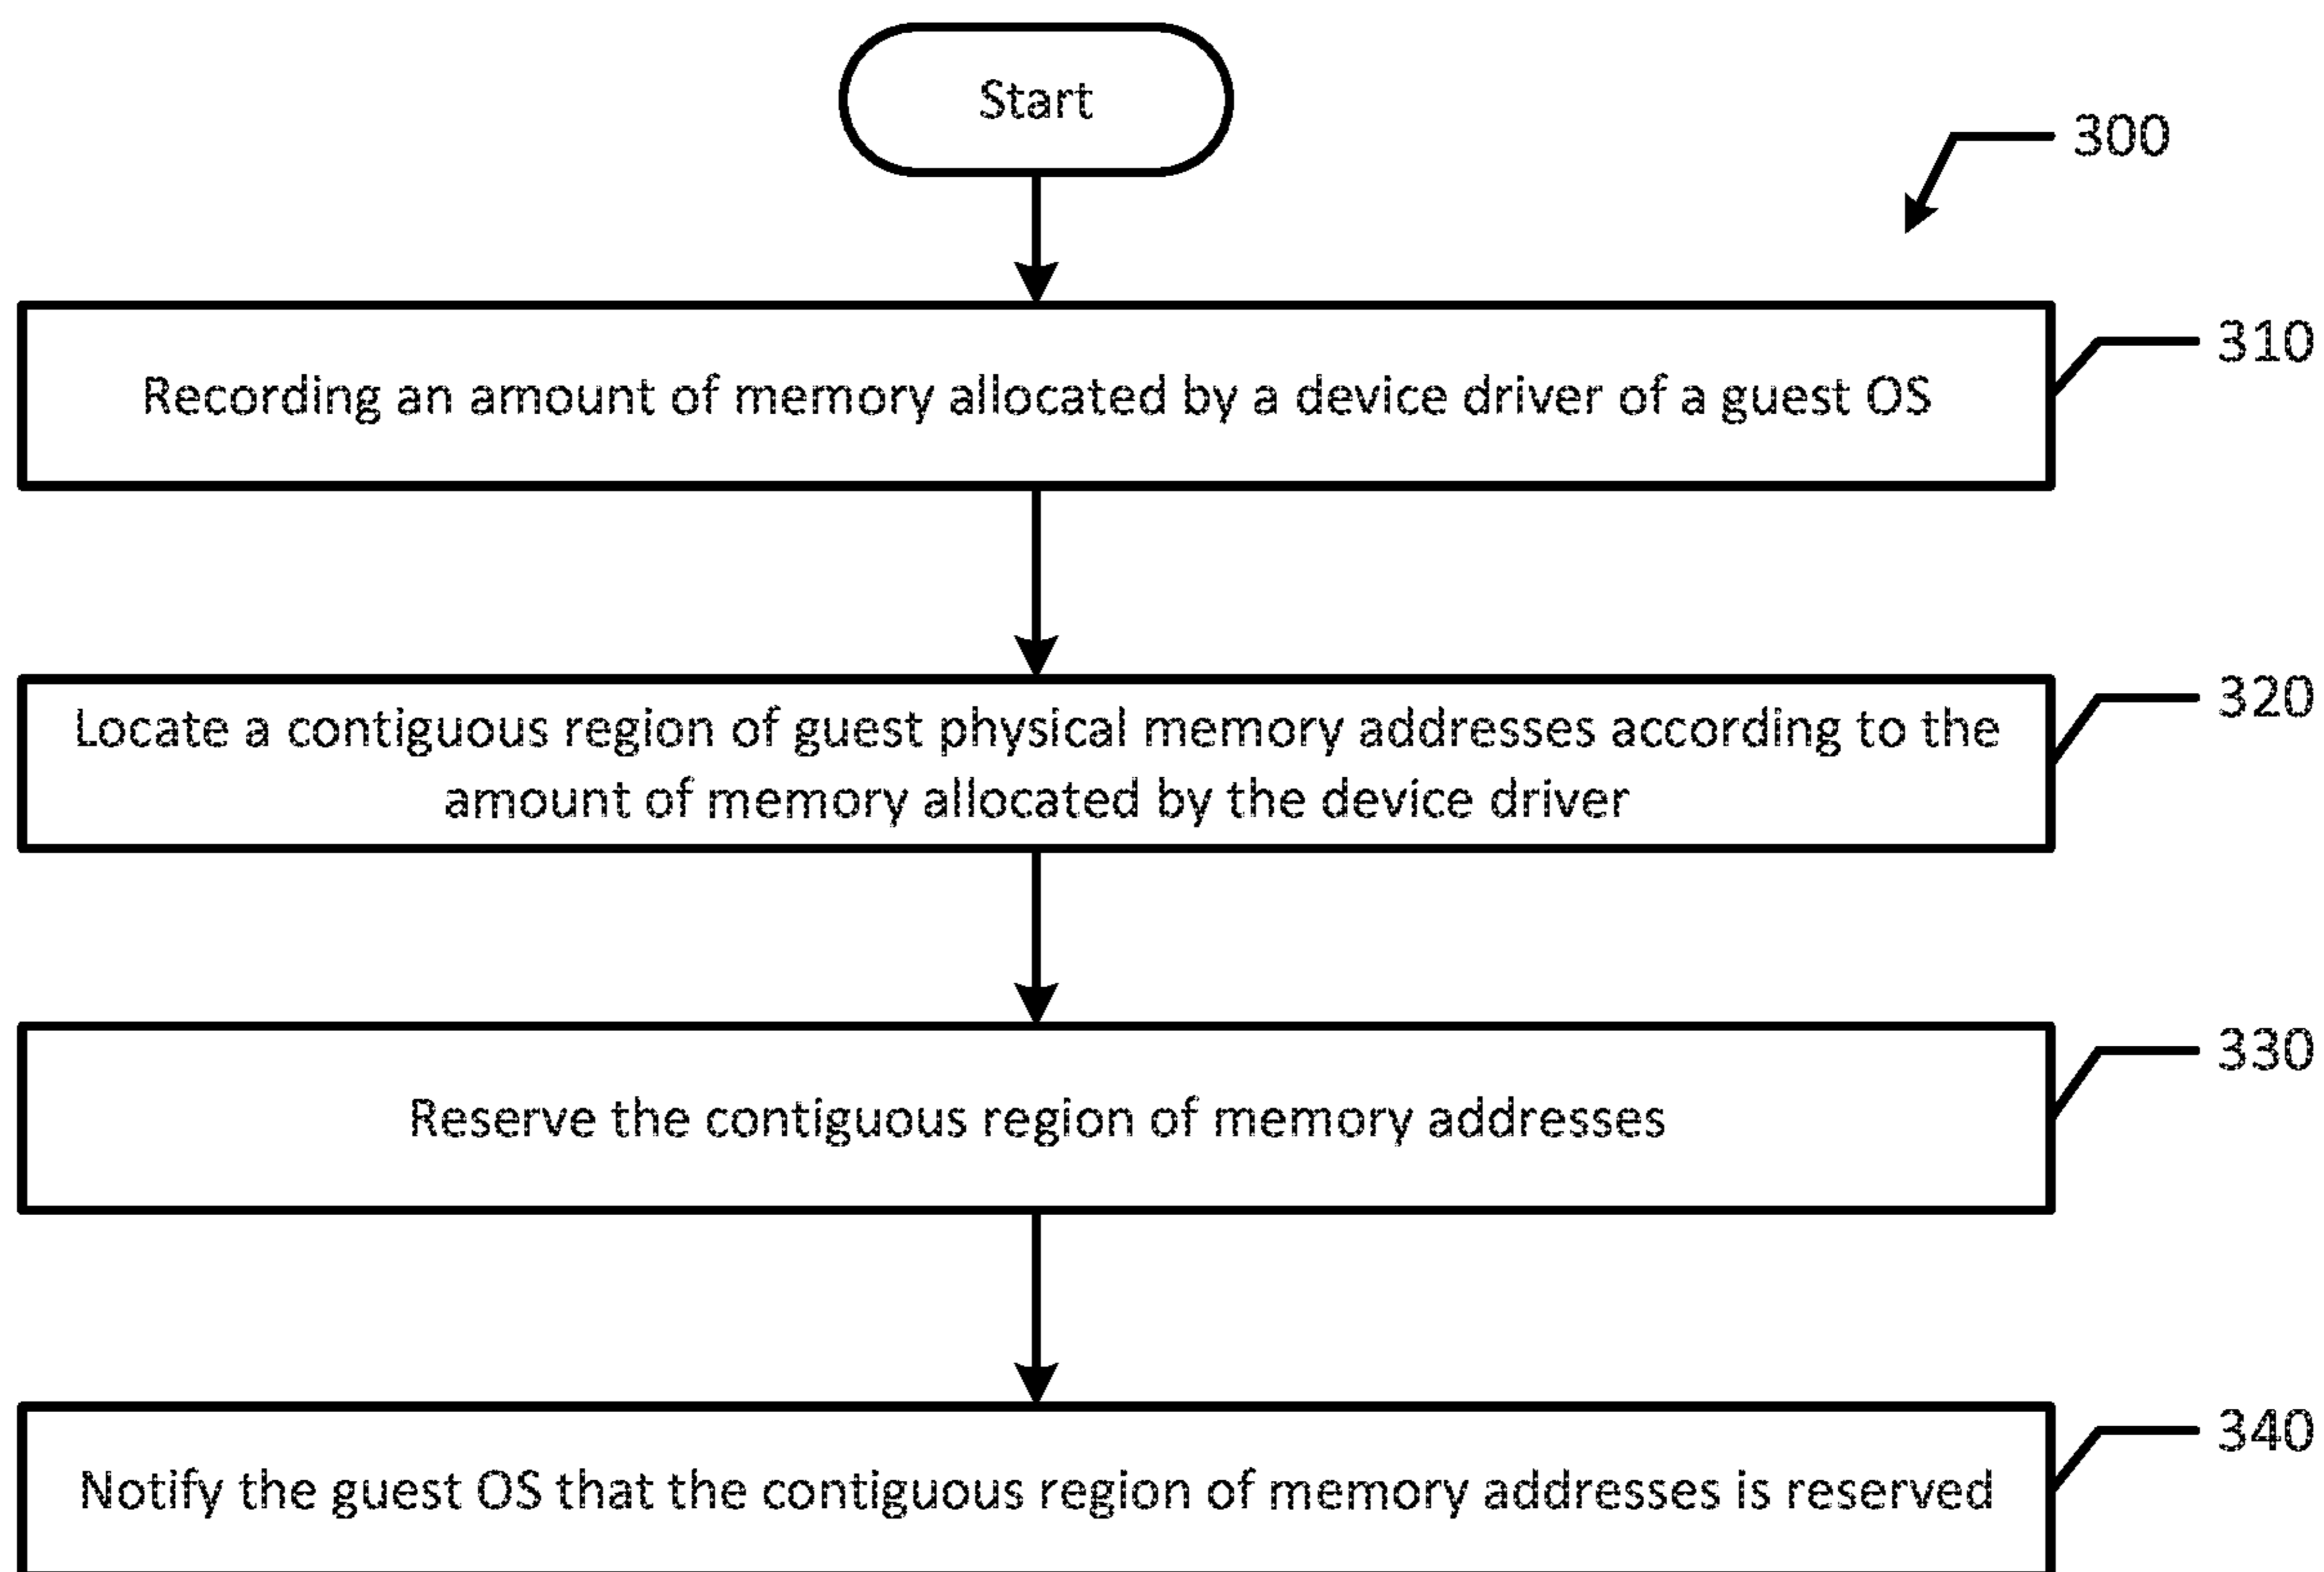 Start
300
Recording an amount of memory allocated by a device driver of a guest OS
310
Locate a contiguous region of guest physical memory addresses according to the
amount of memory allocated by the device driver
320
Reserve the contiguous region of memory addresses
330
Notify the guest OS that the contiguous region of memory addresses is reserved
340